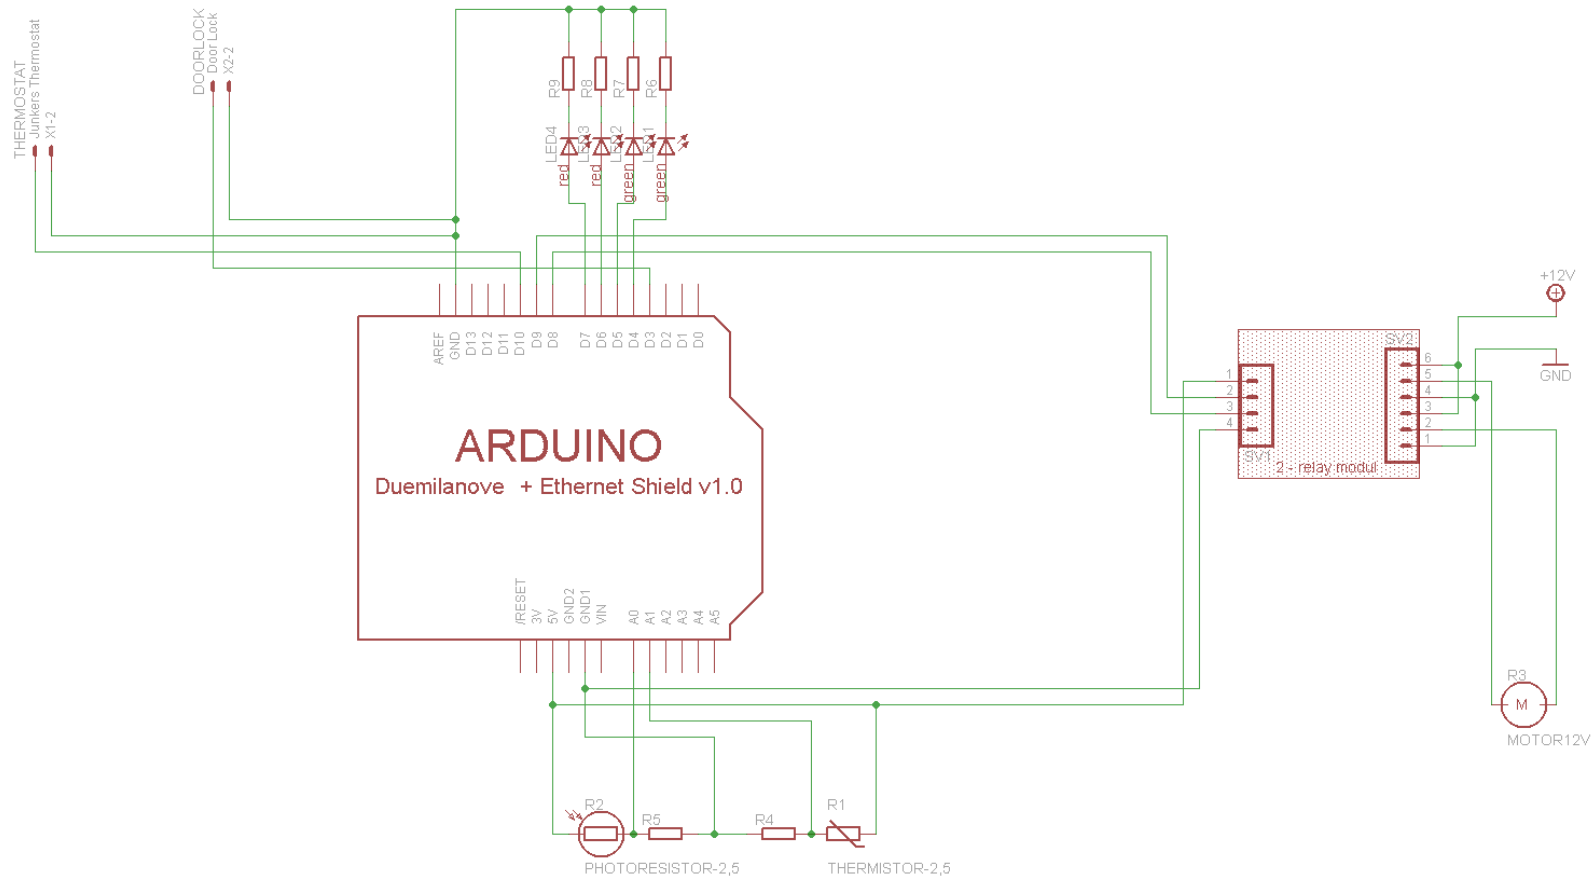 THERMOSTAT
Junkers Thermostat
X1-2
DOORLOCK
Door Lock
X2-2
R9
R8
R7
R6
LED4
LED3
LED2
LED1
red
red
green
green
AREF
GND
D13
D12
D11
D10
D9
D8
D7
D6
D5
D4
D3
D2
D1
D0
ARDUINO
Duemilanove + Ethernet Shield v1.0
/RESET
3V
5V
GND2
GND1
VIN
A0
A1
A2
A3
A4
A5
+12V
GND
SV2
6
5
4
3
2
1
1
2
3
4
SV1
2 - relay modul
R3
M
MOTOR12V
R2
R5
R4
R1
PHOTORESISTOR-2,5
THERMISTOR-2,5